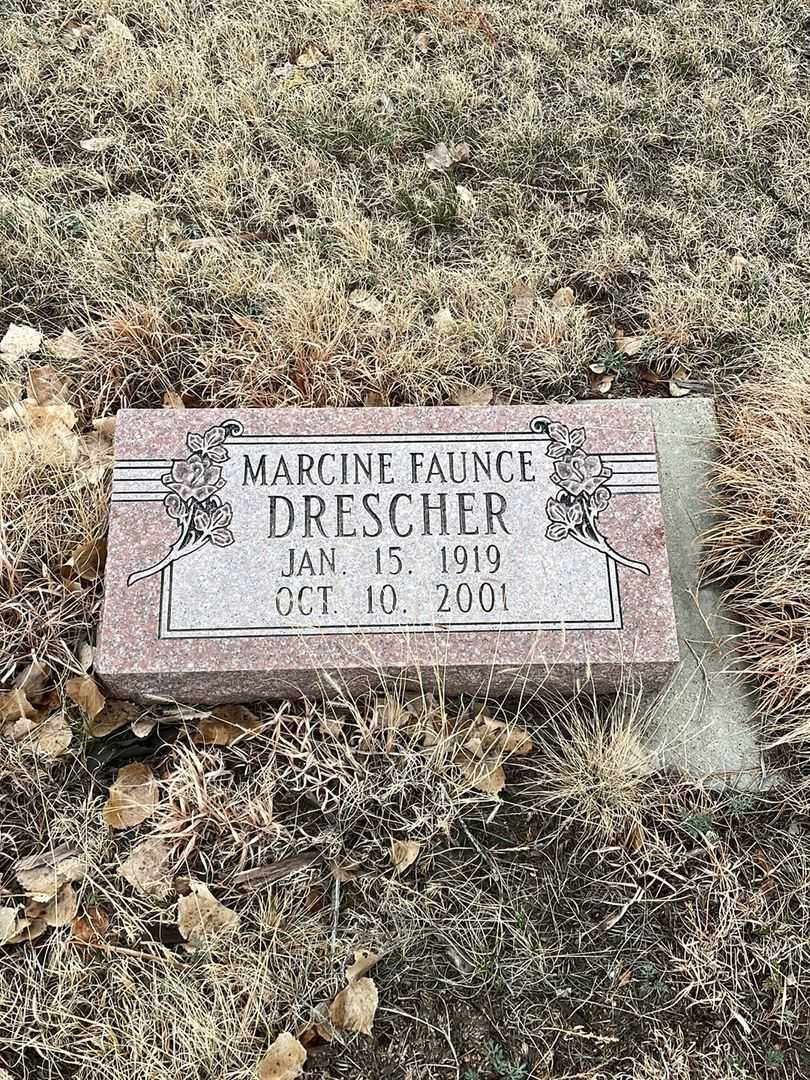 MARCINE FAUNCE
DRESCHER
JAN. 15. 1919
OCT. 10. 2001